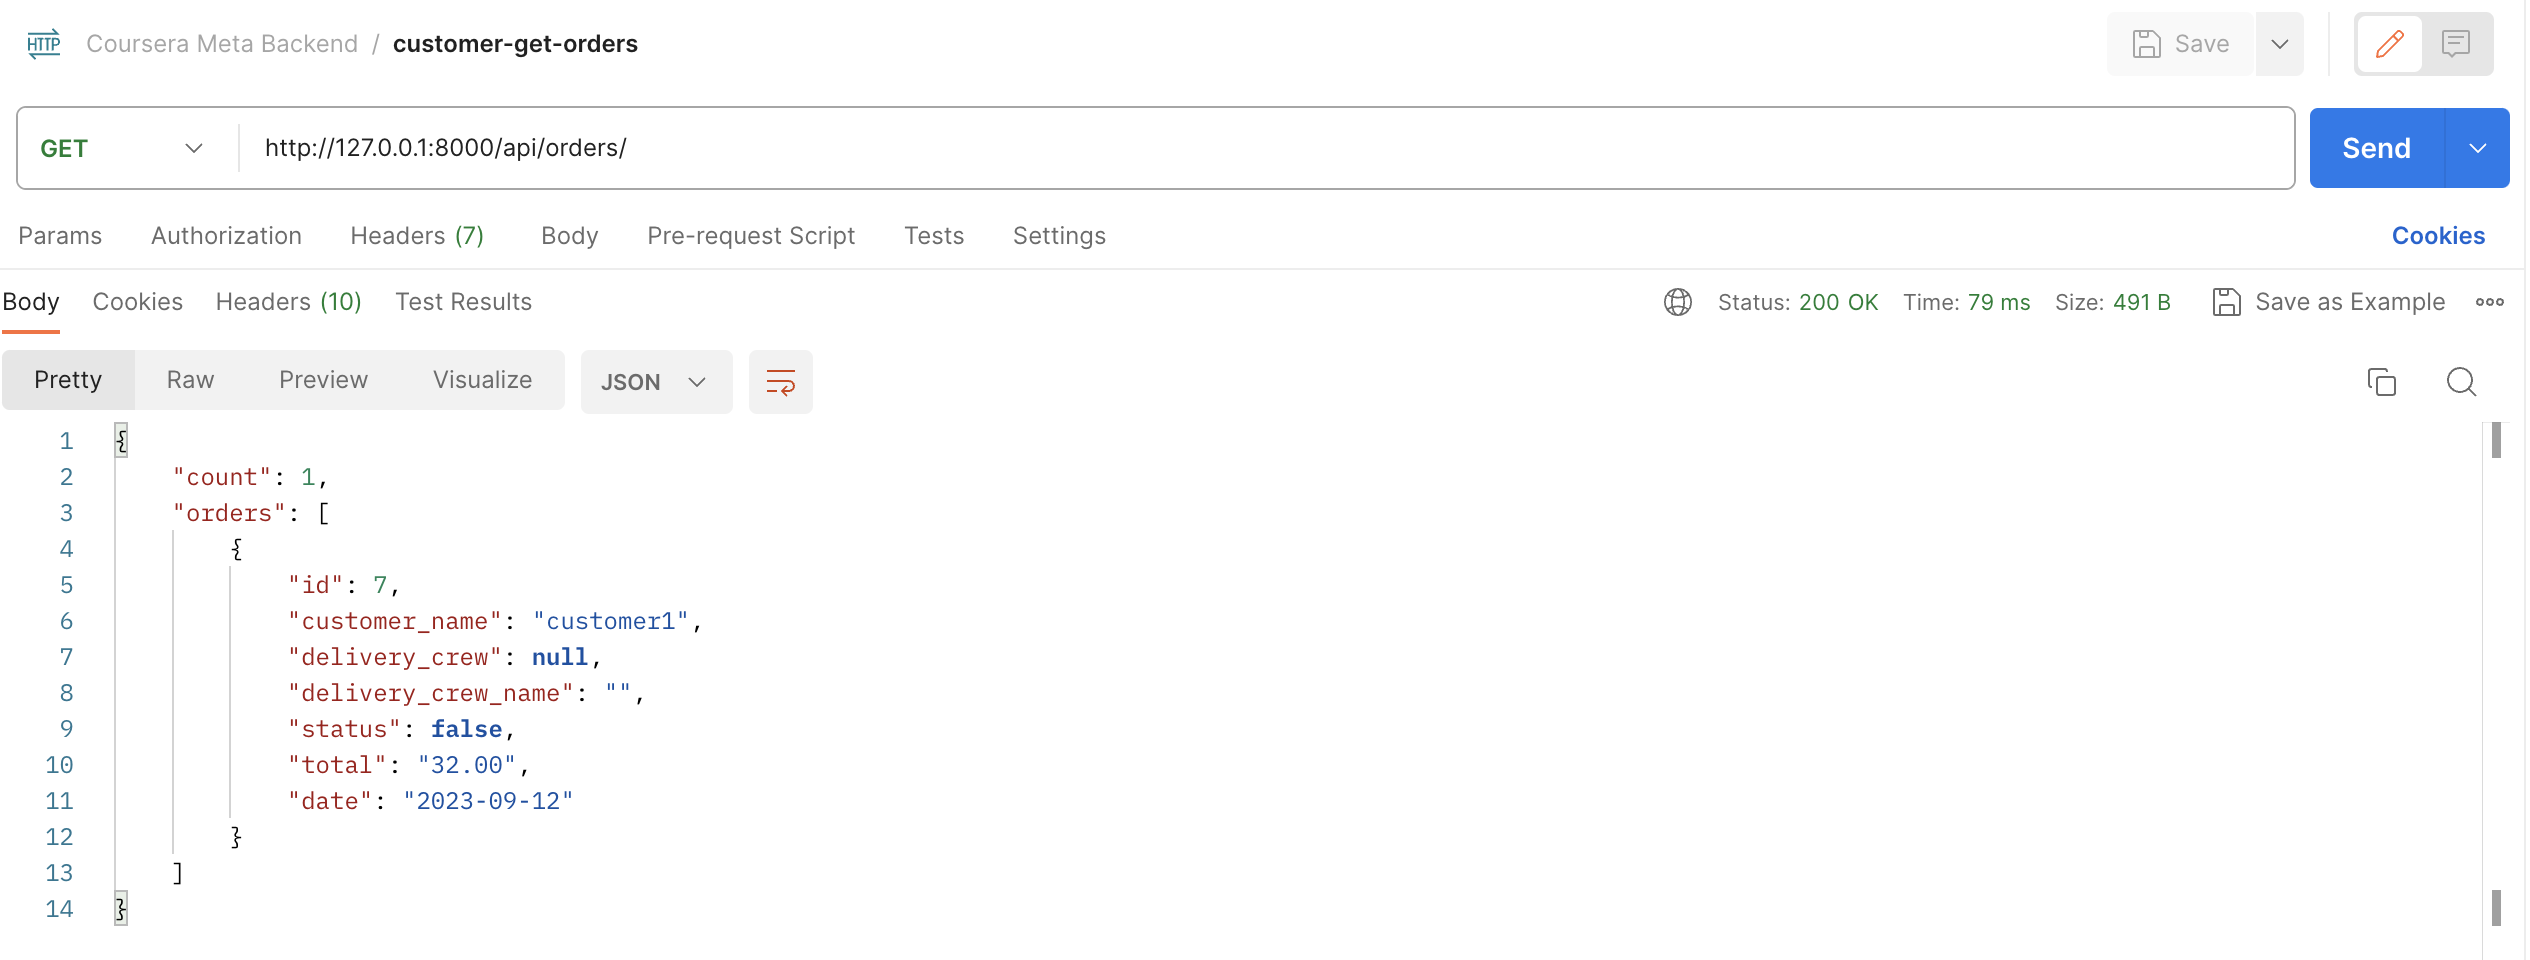 HTTP Coursera Meta Backend / customer-get-orders Save
GET http://127.0.0.1:8000/api/orders/ Send
Params Authorization Headers (7) Body Pre-request Script Tests Settings Cookies
Body Cookies Headers (10) Test Results Status: 200 OK Time: 79 ms Size: 491 B Save as Example
Pretty Raw Preview Visualize JSON
1 {
2 "count": 1,
3 "orders": [
4 {
5 "id": 7,
6 "customer_name": "customer1",
7 "delivery_crew": null,
8 "delivery_crew_name": "",
9 "status": false,
10 "total": "32.00",
11 "date": "2023-09-12"
12 }
13 ]
14 }